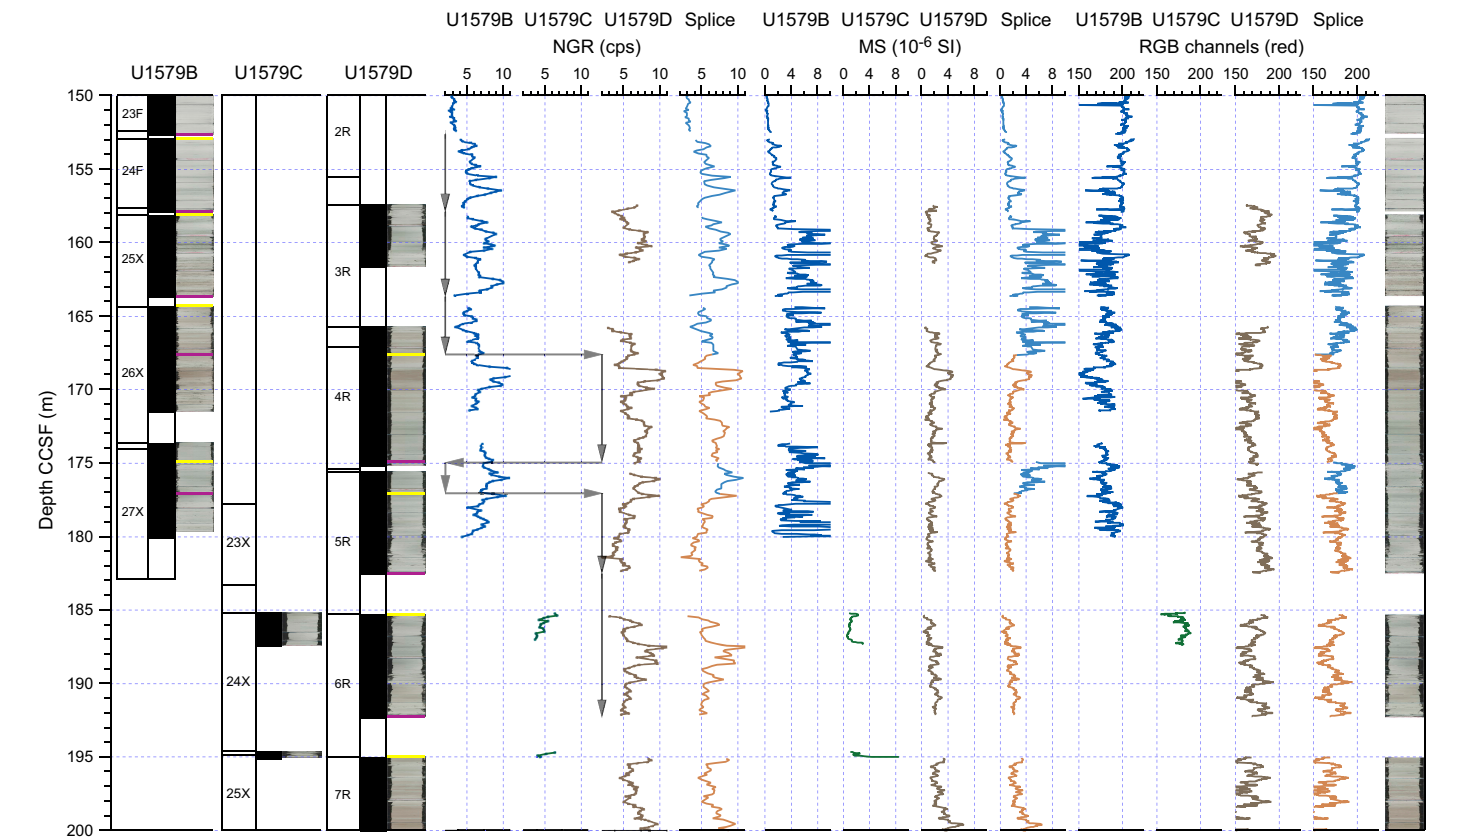 U1579B U1579C U1579D Splice U1579B U1579C U1579D Splice U1579B U1579C U1579D Splice
NGR (cps) MS (10-6 SI) RGB channels (red)
U1579B U1579C U1579D
5 10 5 10 5 10 5 10 0 4 8 0 4 8 0 4 8 0 4 8 150 200 150 200 150 200 150 200
150
23F
2R
155
24F
160
25X
3R
165
26X
170
4R
175
27X
180
23X
5R
185
24X
6R
190
195
25X
7R
200
Depth CCSF (m)